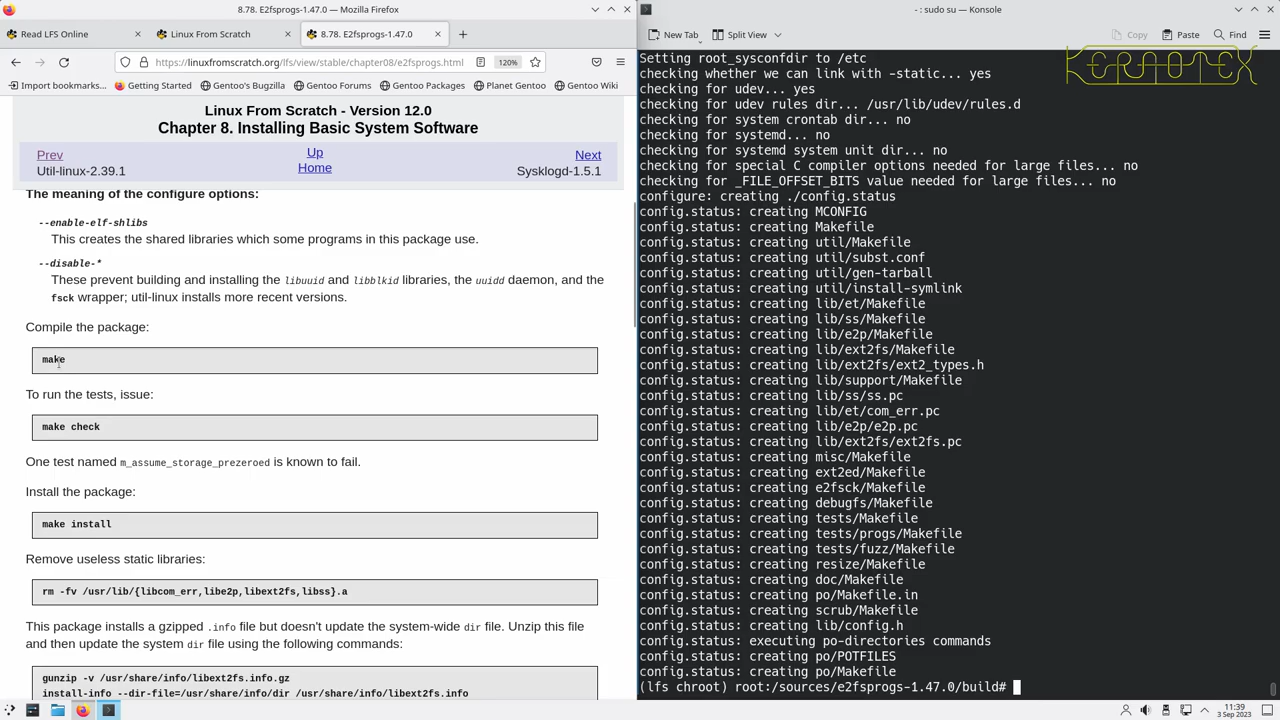 8.78. E2fsprogs-1.47.0 — Mozilla Firefox
Read LFS Online
Linux From Scratch
8.78. E2fsprogs-1.47.0
https://linuxfromscratch.org/lfs/view/stable/chapter08/e2fsprogs.html
120%
Import bookmarks...
Getting Started
Gentoo's Bugzilla
Gentoo Forums
Gentoo Packages
Planet Gentoo
Gentoo Wiki
Linux From Scratch - Version 12.0
Chapter 8. Installing Basic System Software
Prev
Up
Next
Util-linux-2.39.1
Home
Sysklogd-1.5.1
The meaning of the configure options:
--enable-elf-shlibs
This creates the shared libraries which some programs in this package use.
--disable-*
These prevent building and installing the libuuid and libblkid libraries, the uuidd daemon, and the
fsck wrapper; util-linux installs more recent versions.
Compile the package:
make
To run the tests, issue:
make check
One test named m_assume_storage_prezeroed is known to fail.
Install the package:
make install
Remove useless static libraries:
rm -fv /usr/lib/{libcom_err,libe2p,libext2fs,libss}.a
This package installs a gzipped .info file but doesn't update the system-wide dir file. Unzip this file
and then update the system dir file using the following commands:
gunzip -v /usr/share/info/libext2fs.info.gz
install-info --dir-file=/usr/share/info/dir /usr/share/info/libext2fs.info
- : sudo su — Konsole
New Tab
Split View
Copy
Paste
Find
KERNOTEX
Setting root_sysconfdir to /etc
checking whether we can link with -static... yes
checking for udev... yes
checking for udev rules dir... /usr/lib/udev/rules.d
checking for system crontab dir... no
checking for systemd... no
checking for systemd system unit dir... no
checking for special C compiler options needed for large files... no
checking for _FILE_OFFSET_BITS value needed for large files... no
configure: creating ./config.status
config.status: creating MCONFIG
config.status: creating Makefile
config.status: creating util/Makefile
config.status: creating util/subst.conf
config.status: creating util/gen-tarball
config.status: creating util/install-symlink
config.status: creating lib/et/Makefile
config.status: creating lib/ss/Makefile
config.status: creating lib/e2p/Makefile
config.status: creating lib/ext2fs/Makefile
config.status: creating lib/ext2fs/ext2_types.h
config.status: creating lib/support/Makefile
config.status: creating lib/ss/ss.pc
config.status: creating lib/et/com_err.pc
config.status: creating lib/e2p/e2p.pc
config.status: creating lib/ext2fs/ext2fs.pc
config.status: creating misc/Makefile
config.status: creating ext2ed/Makefile
config.status: creating e2fsck/Makefile
config.status: creating debugfs/Makefile
config.status: creating tests/Makefile
config.status: creating tests/progs/Makefile
config.status: creating tests/fuzz/Makefile
config.status: creating resize/Makefile
config.status: creating doc/Makefile
config.status: creating po/Makefile.in
config.status: creating scrub/Makefile
config.status: creating lib/config.h
config.status: executing po-directories commands
config.status: creating po/POTFILES
config.status: creating po/Makefile
(lfs chroot) root:/sources/e2fsprogs-1.47.0/build#
11:39
3 Sep 2023